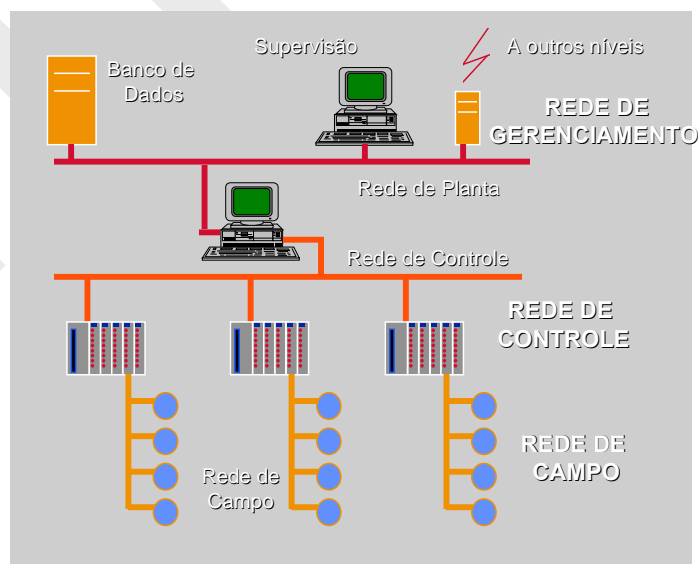 Supervisão
A outros níveis
Banco de
Dados
REDE DE
GERENCIAMENTO
Rede de Planta
Rede de Controle
REDE DE
CONTROLE
REDE DE
CAMPO
Rede de
Campo